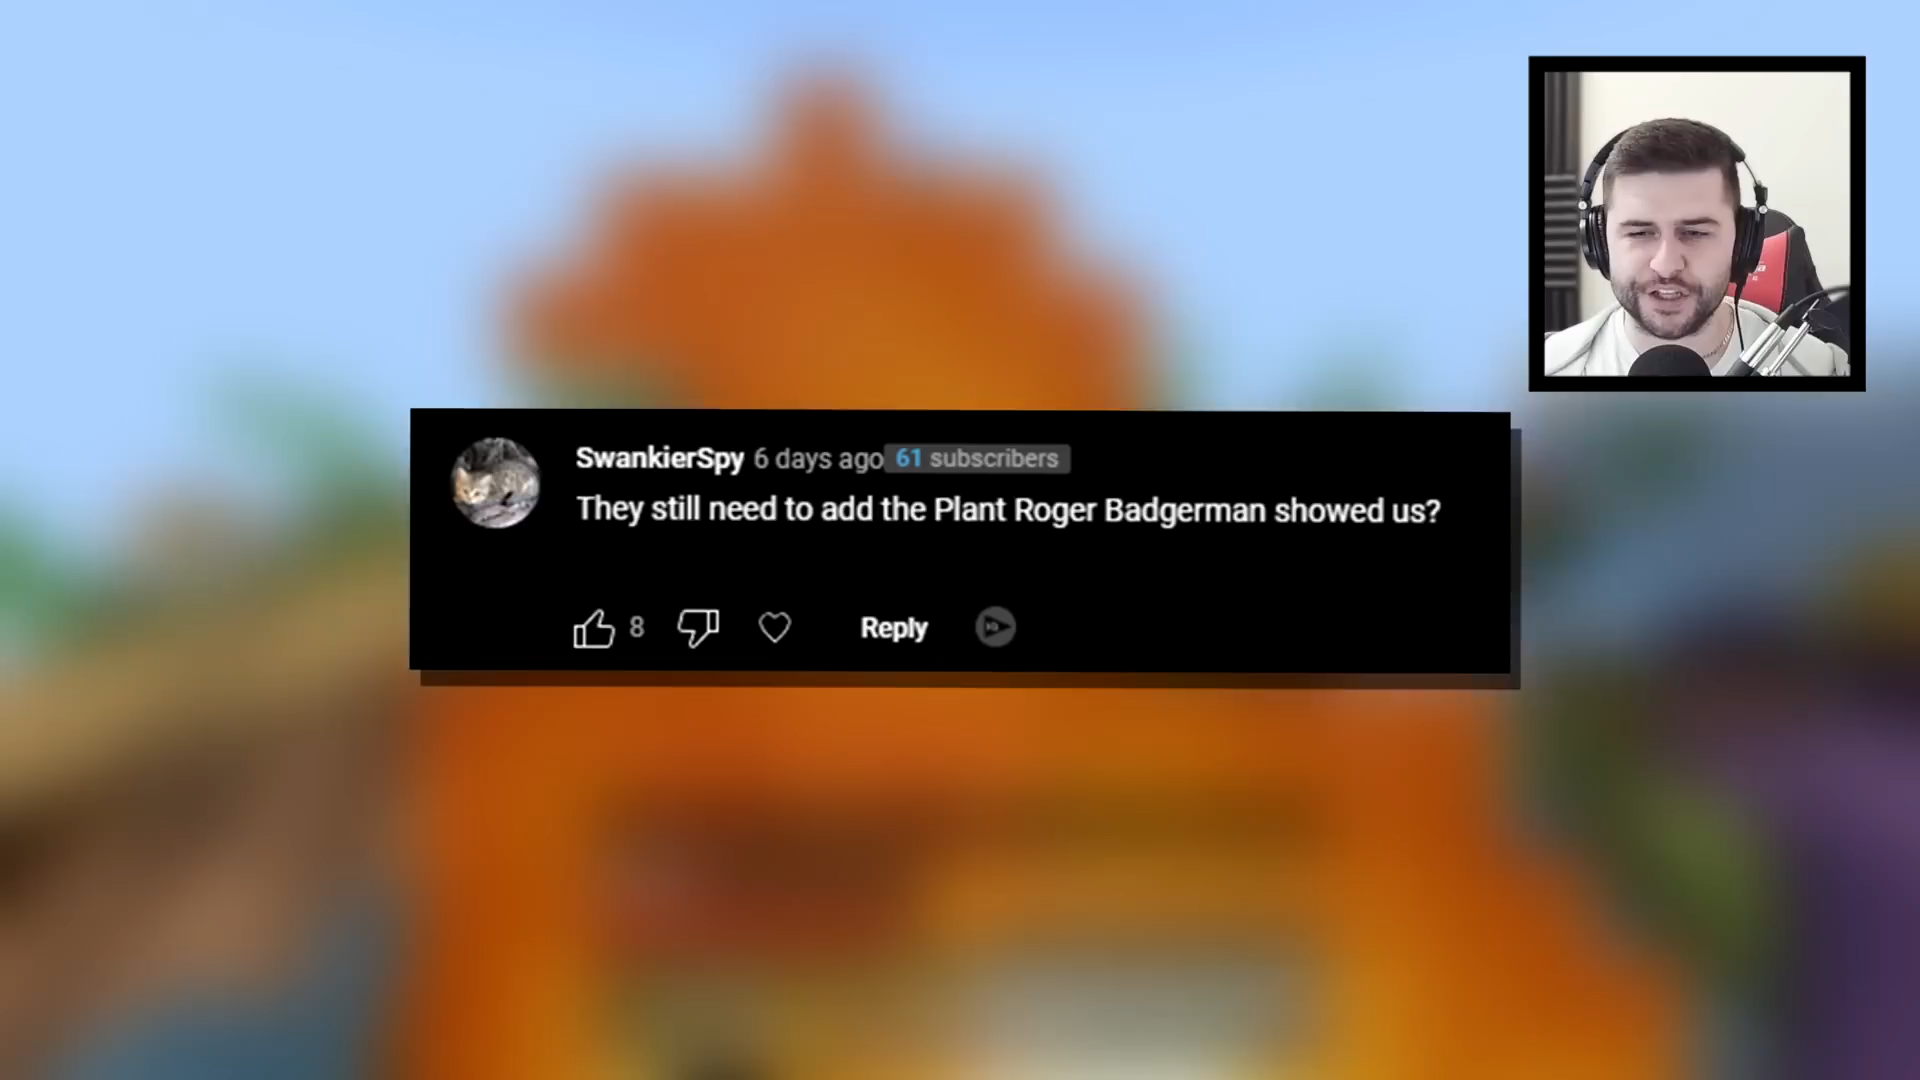 SwankierSpy 6 days ago 61 subscribers
They still need to add the Plant Roger Badgerman showed us?
8 Reply